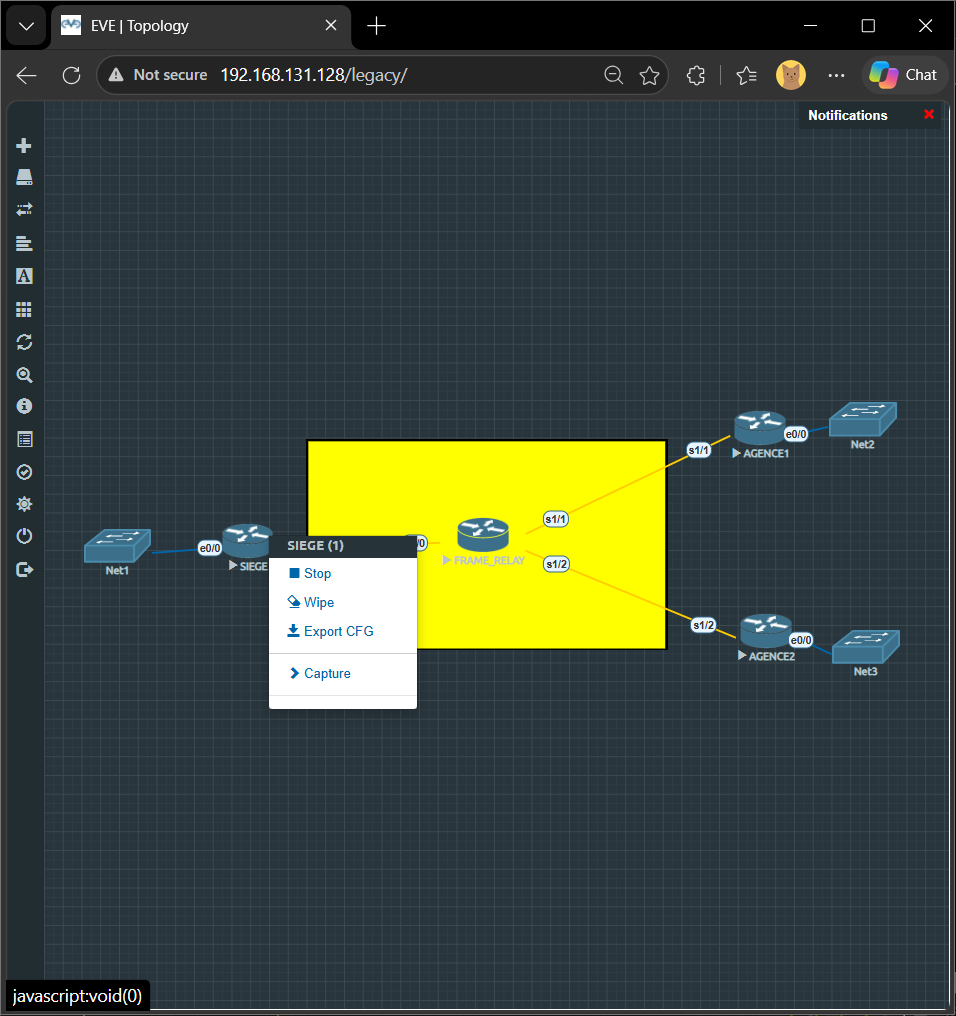 EVE | Topology
Not secure 192.168.131.128/legacy/
Chat
Notifications
s1/1
e0/0
AGENCE1
Net2
s1/1
e0/0
SIEGE
Net1
SIEGE (1)
/0
FRAME_RELAY
s1/2
Stop
Wipe
Export CFG
Capture
s1/2
e0/0
AGENCE2
Net3
javascript:void(0)